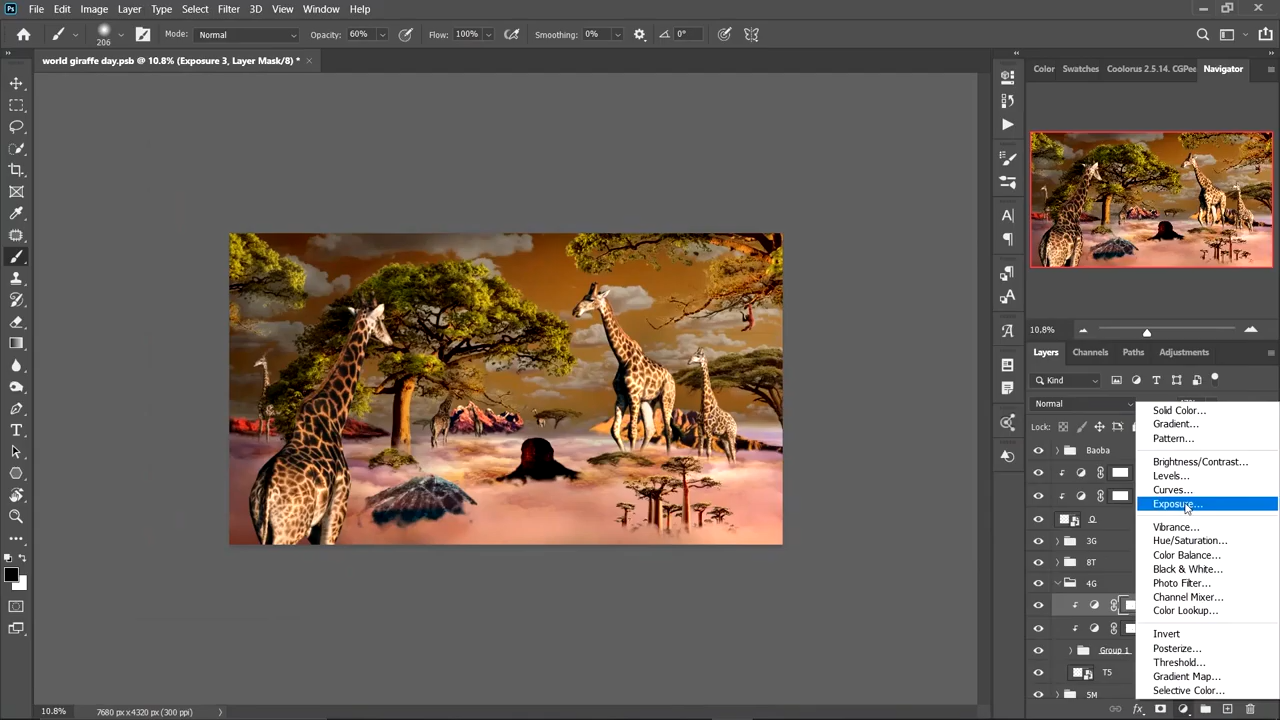 Ps File Edit Image Layer Type Select Filter 3D View Window Help
206 Mode: Normal Opacity: 60% Flow: 100% Smoothing: 0% 0°
world giraffe day.psb @ 10.8% (Exposure 3, Layer Mask/8) * ×
Color Swatches Coolorus 2.5.14. CGPee Navigator
10.8%
Layers Channels Paths Adjustments
Kind
Normal
Lock:
Solid Color...
Gradient...
Pattern...
Brightness/Contrast...
Levels...
Curves...
Exposure...
Vibrance...
Hue/Saturation...
Color Balance...
Black & White...
Photo Filter...
Channel Mixer...
Color Lookup...
Invert
Posterize...
Threshold...
Gradient Map...
Selective Color...
Baoba
3G
8T
4G
Group 1
T5
5M
fx
10.8% 7680 px×4320 px (300 ppi)